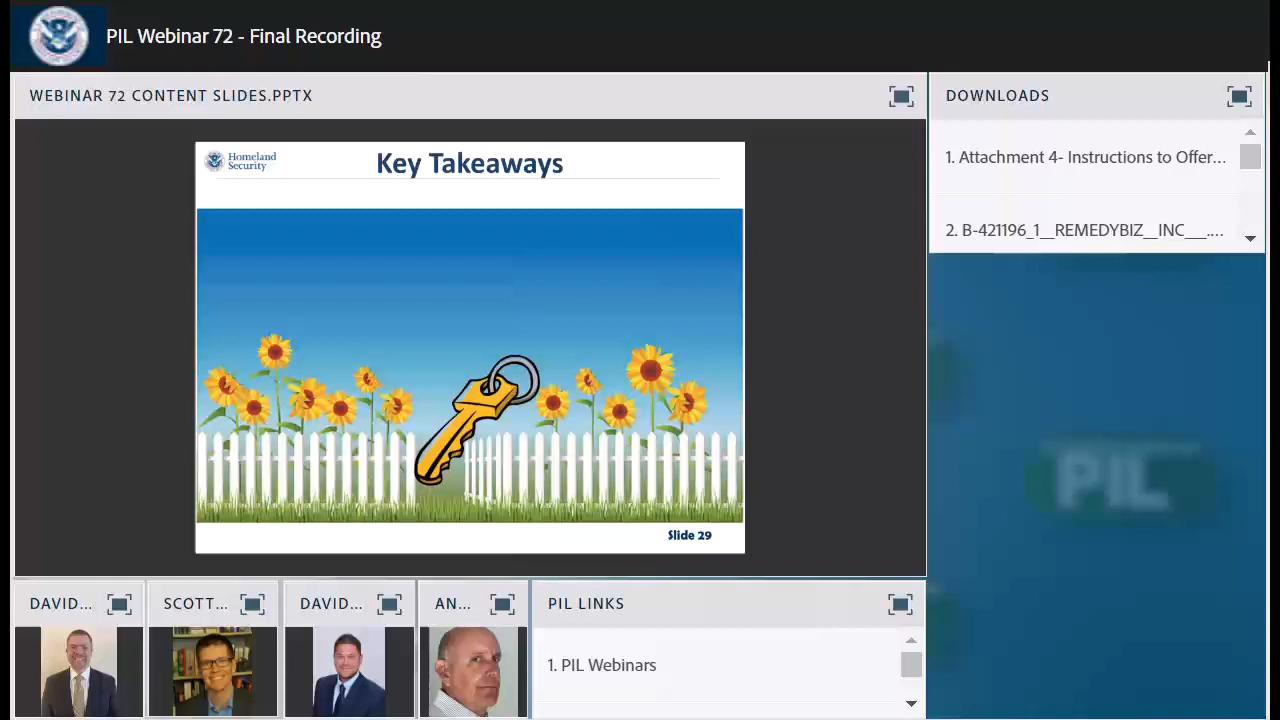 PIL Webinar 72 - Final Recording
WEBINAR 72 CONTENT SLIDES.PPTX
Homeland
Security
Key Takeaways
Slide 29
DOWNLOADS
1. Attachment 4- Instructions to Offer...
2. B-421196_1__REMEDYBIZ__INC___....
PIL
DAVID...
SCOTT...
DAVID...
AN...
PIL LINKS
1. PIL Webinars